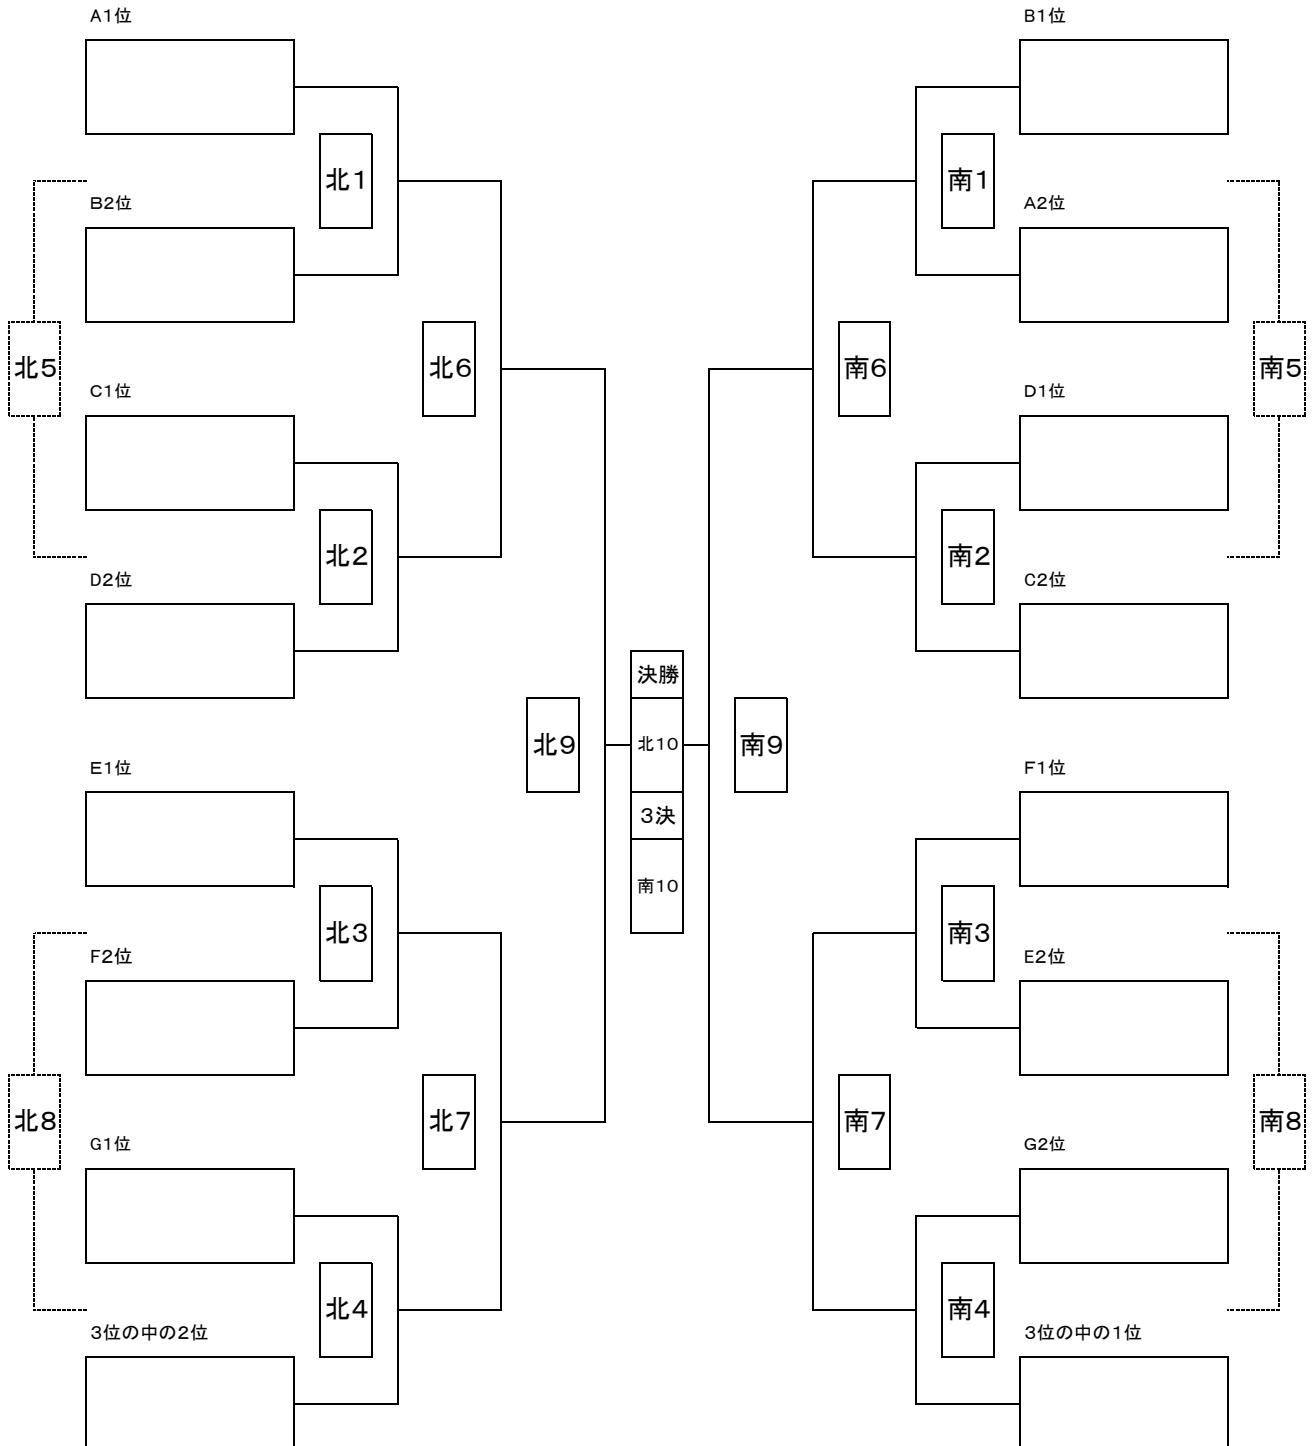 A1位
B1位
北1
南1
B2位
A2位
北5
北6
南6
南5
C1位
D1位
北2
南2
D2位
C2位
決勝
北9
北10
南9
E1位
F1位
3決
南10
北3
南3
F2位
E2位
北8
北7
南7
南8
G1位
G2位
北4
南4
3位の中の2位
3位の中の1位